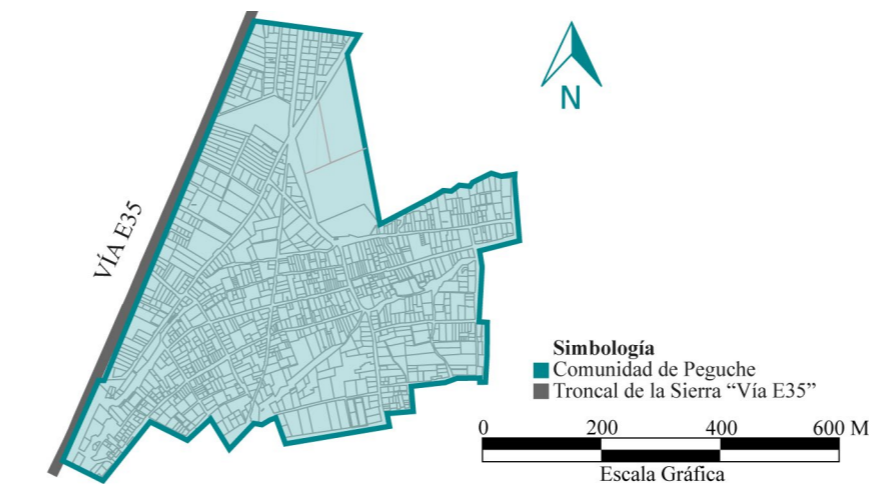 N
VÍA E35
Simbología
Comunidad de Peguche
Troncal de la Sierra “Vía E35”
0 200 400 600 M
Escala Gráfica